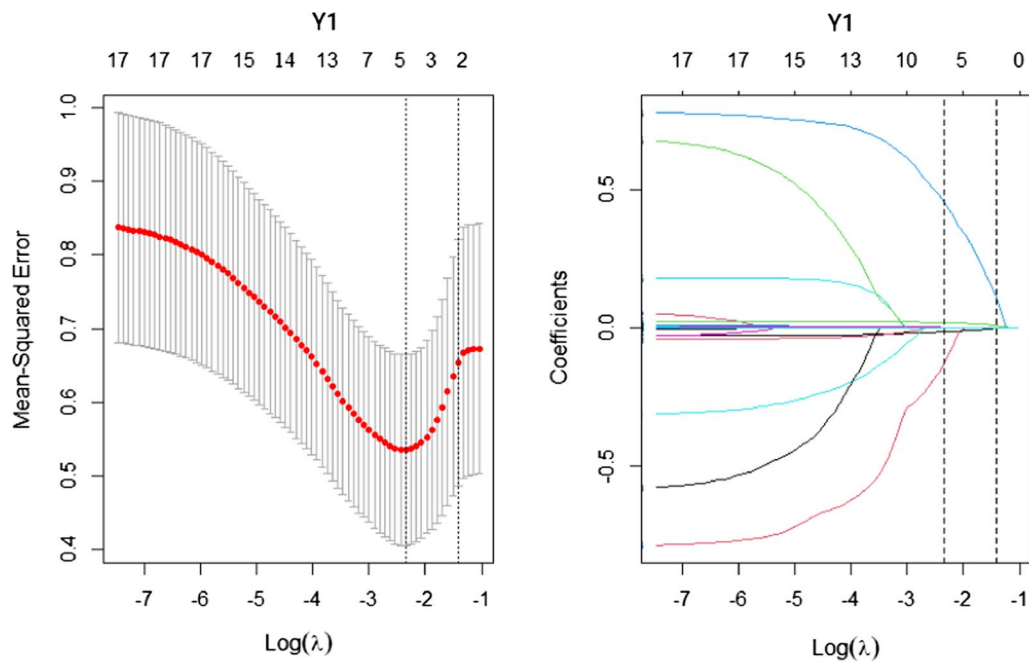 Y1
17 17 17 15 14 13 7 5 3 2
1.0
0.9
0.8
0.7
0.6
0.5
0.4
Mean-Squared Error
-7 -6 -5 -4 -3 -2 -1
Log(λ)
Y1
17 17 15 13 10 5 0
0.5
0.0
-0.5
Coefficients
-7 -6 -5 -4 -3 -2 -1
Log(λ)